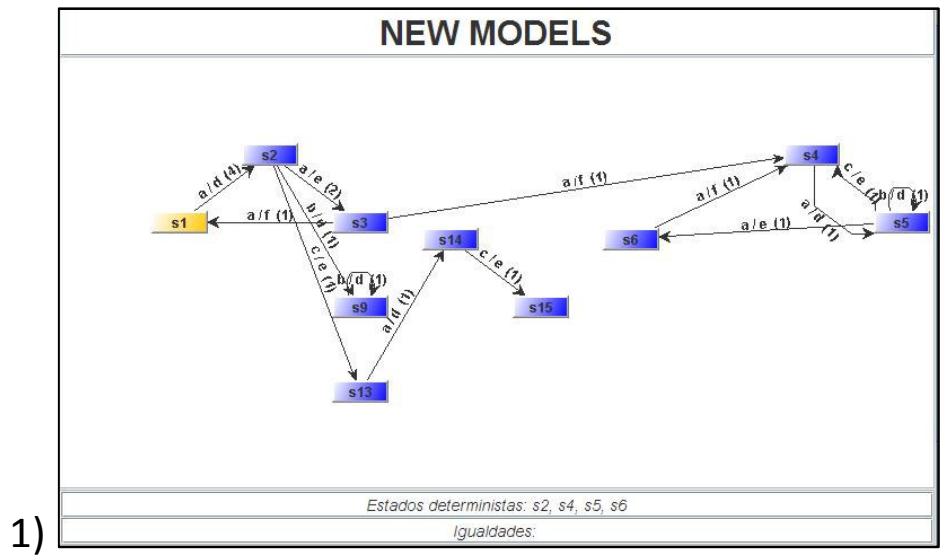 NEW MODELS
s2
s4
a/d (4)
a/e (2)
a/f (1)
a/f (1)
c/e (1)
b/d (1)
s1
a/f (1)
s3
b/d (1)
s14
s6
a/e (1)
a/d (1)
s5
c/e (1)
c/e (1)
b/d (1)
s9
a/d (1)
s15
s13
Estados deterministas: s2, s4, s5, s6
1)
Igualdades: